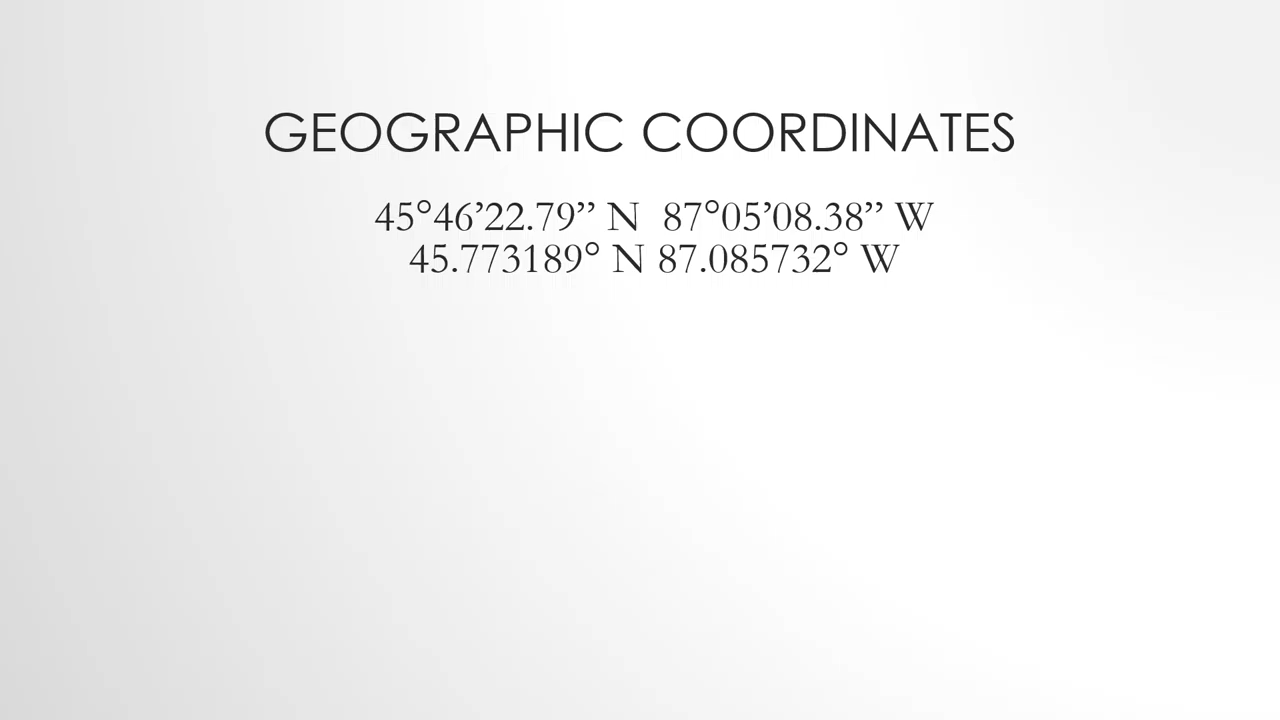 GEOGRAPHIC COORDINATES
45°46’22.79” N  87°05’08.38” W
45.773189° N 87.085732° W